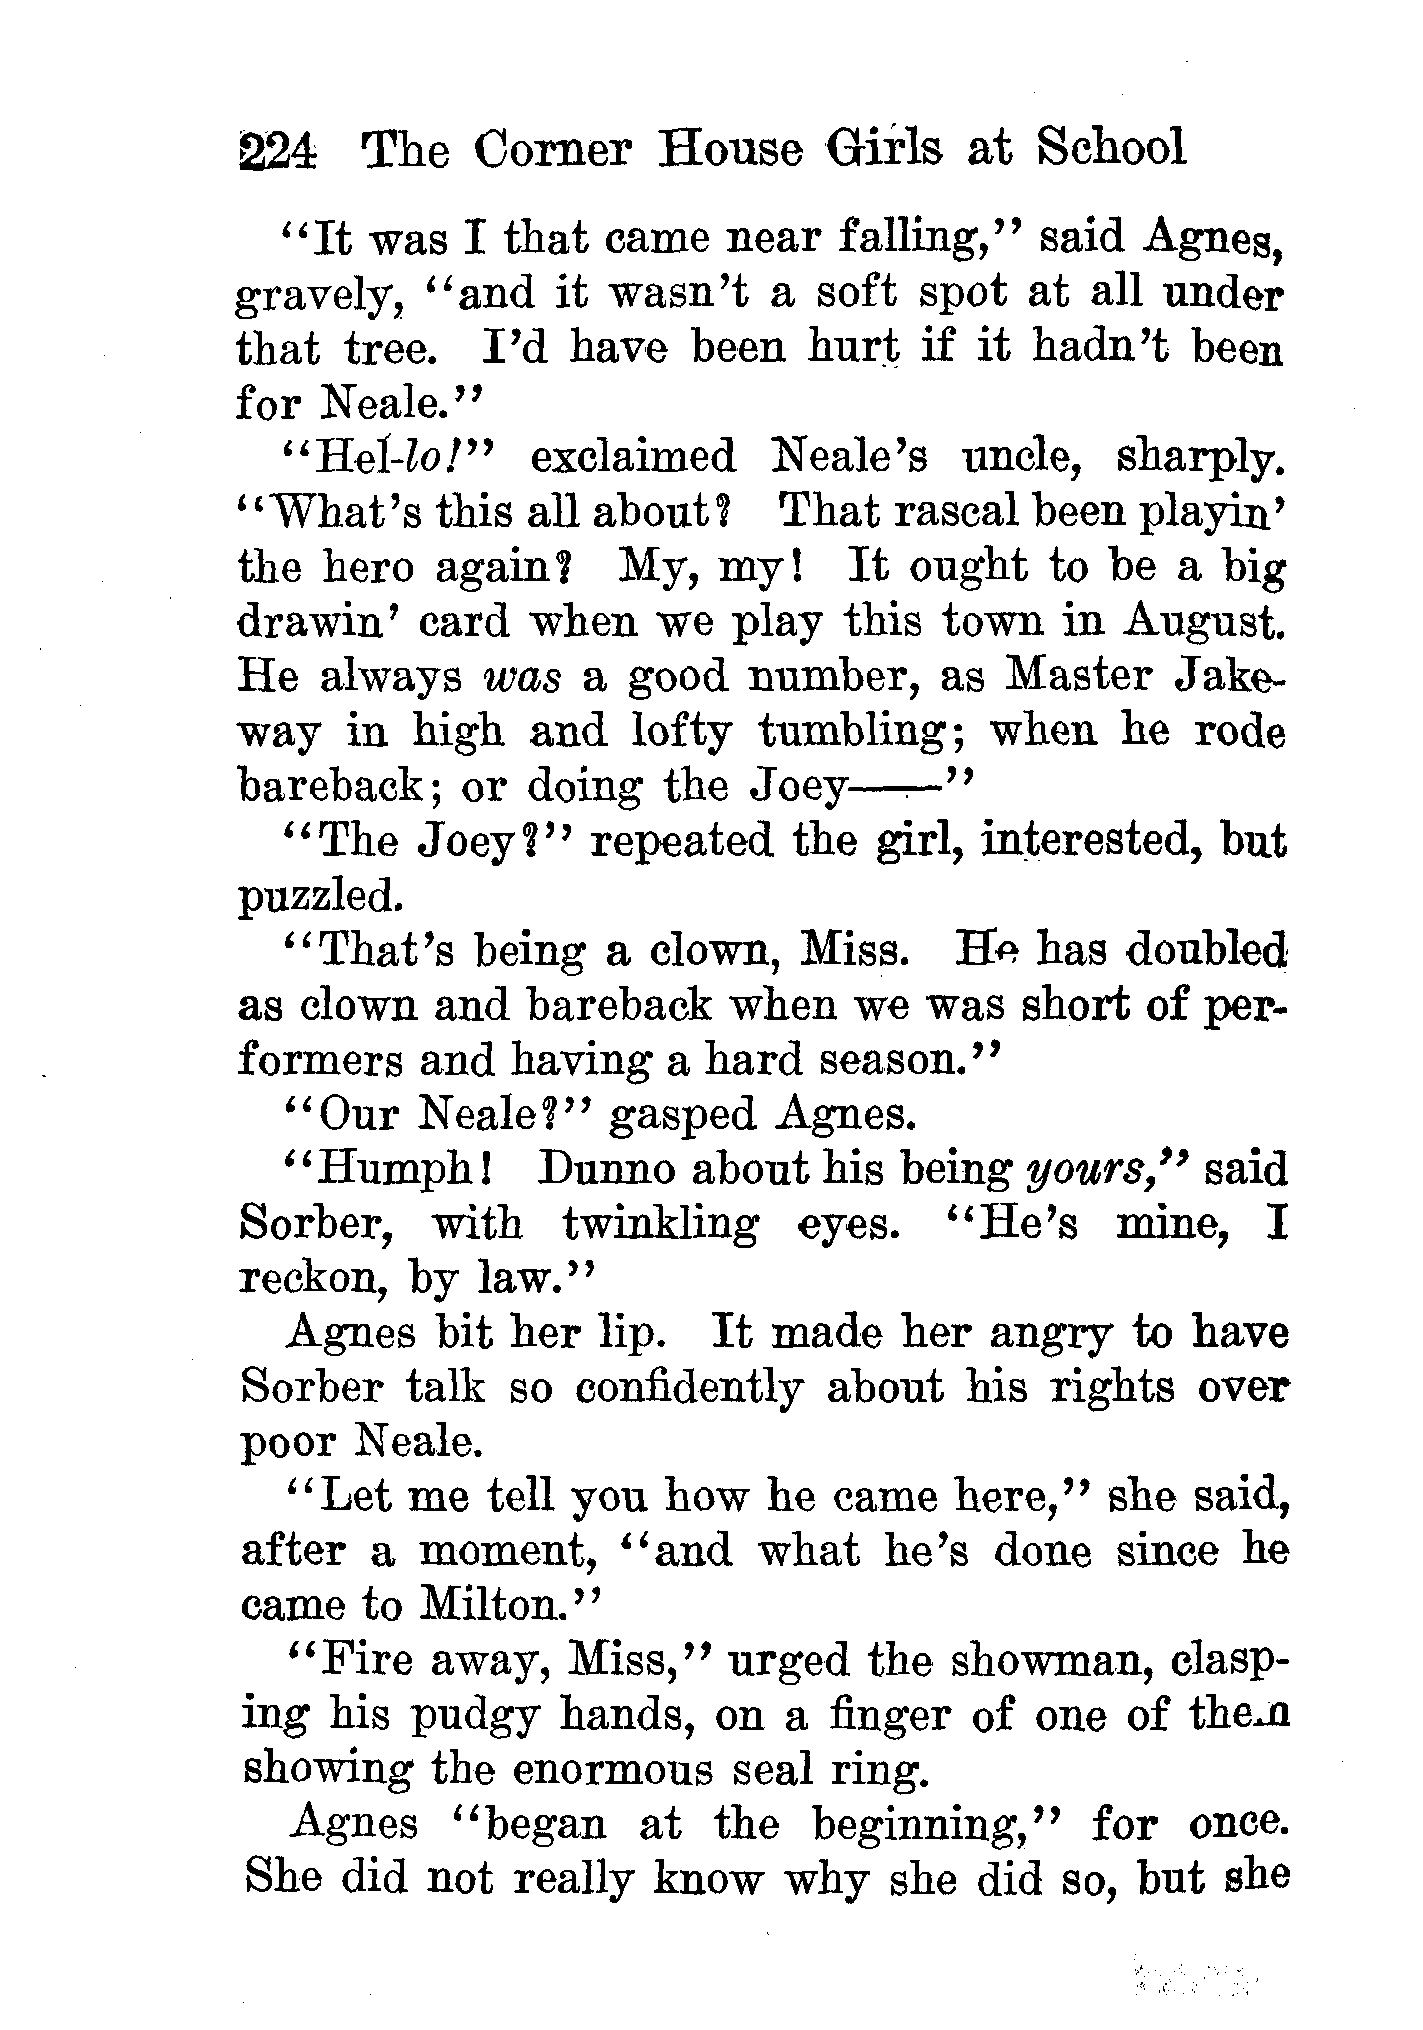 224 The Corner House Girls at School
“It was I that came near falling,” said Agnes,
gravely, “and it wasn’t a soft spot at all under
that tree. I’d have been hurt if it hadn’t been
for Neale.”
“Hel-lo!” exclaimed Neale’s uncle, sharply.
“What’s this all about? That rascal been playin’
the hero again? My, my! It ought to be a big
drawin’ card when we play this town in August.
He always was a good number, as Master Jake-
way in high and lofty tumbling; when he rode
bareback; or doing the Joey——”
“The Joey?” repeated the girl, interested, but
puzzled.
“That’s being a clown, Miss. He has doubled
as clown and bareback when we was short of per-
formers and having a hard season.”
“Our Neale?” gasped Agnes.
“Humph! Dunno about his being yours,” said
Sorber, with twinkling eyes. “He’s mine, I
reckon, by law.”
Agnes bit her lip. It made her angry to have
Sorber talk so confidently about his rights over
poor Neale.
“Let me tell you how he came here,” she said,
after a moment, “and what he’s done since he
came to Milton.”
“Fire away, Miss,” urged the showman, clasp-
ing his pudgy hands, on a finger of one of them
showing the enormous seal ring.
Agnes “began at the beginning,” for once.
She did not really know why she did so, but she